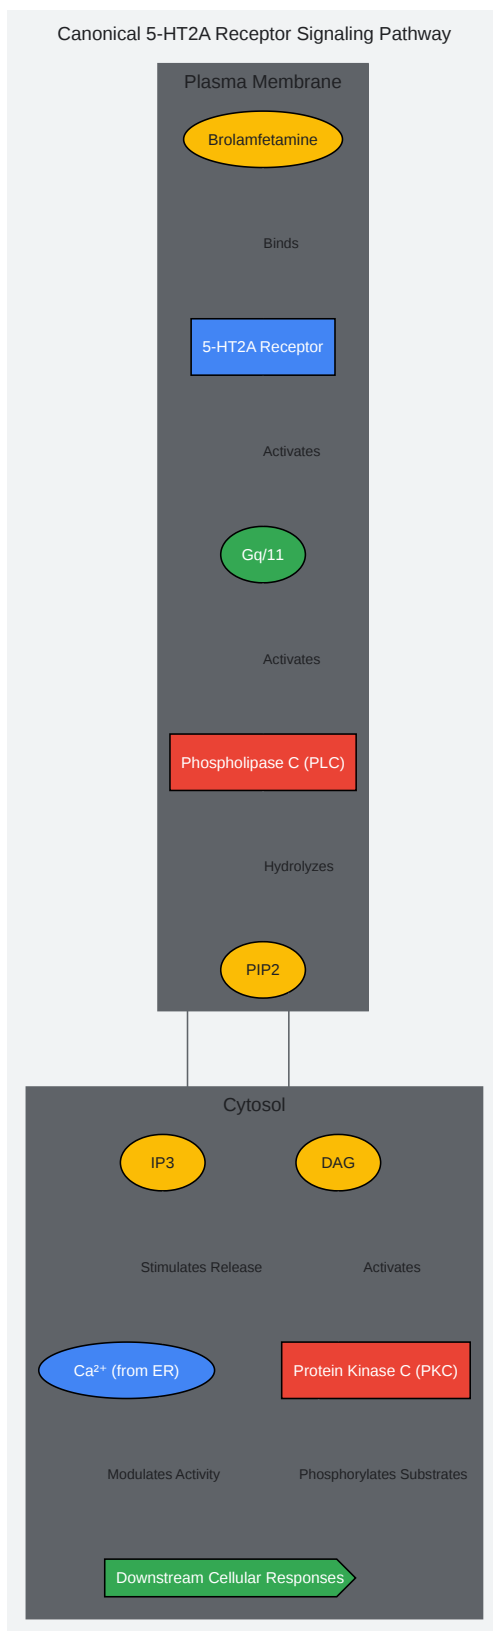 Canonical 5-HT2A Receptor Signaling Pathway
Plasma Membrane
Brolamfetamine
Binds
5-HT2A Receptor
Activates
Gq/11
Activates
Phospholipase C (PLC)
Hydrolyzes
PIP2
Cytosol
IP3
DAG
Stimulates Release
Activates
Ca²⁺ (from ER)
Protein Kinase C (PKC)
Modulates Activity
Phosphorylates Substrates
Downstream Cellular Responses